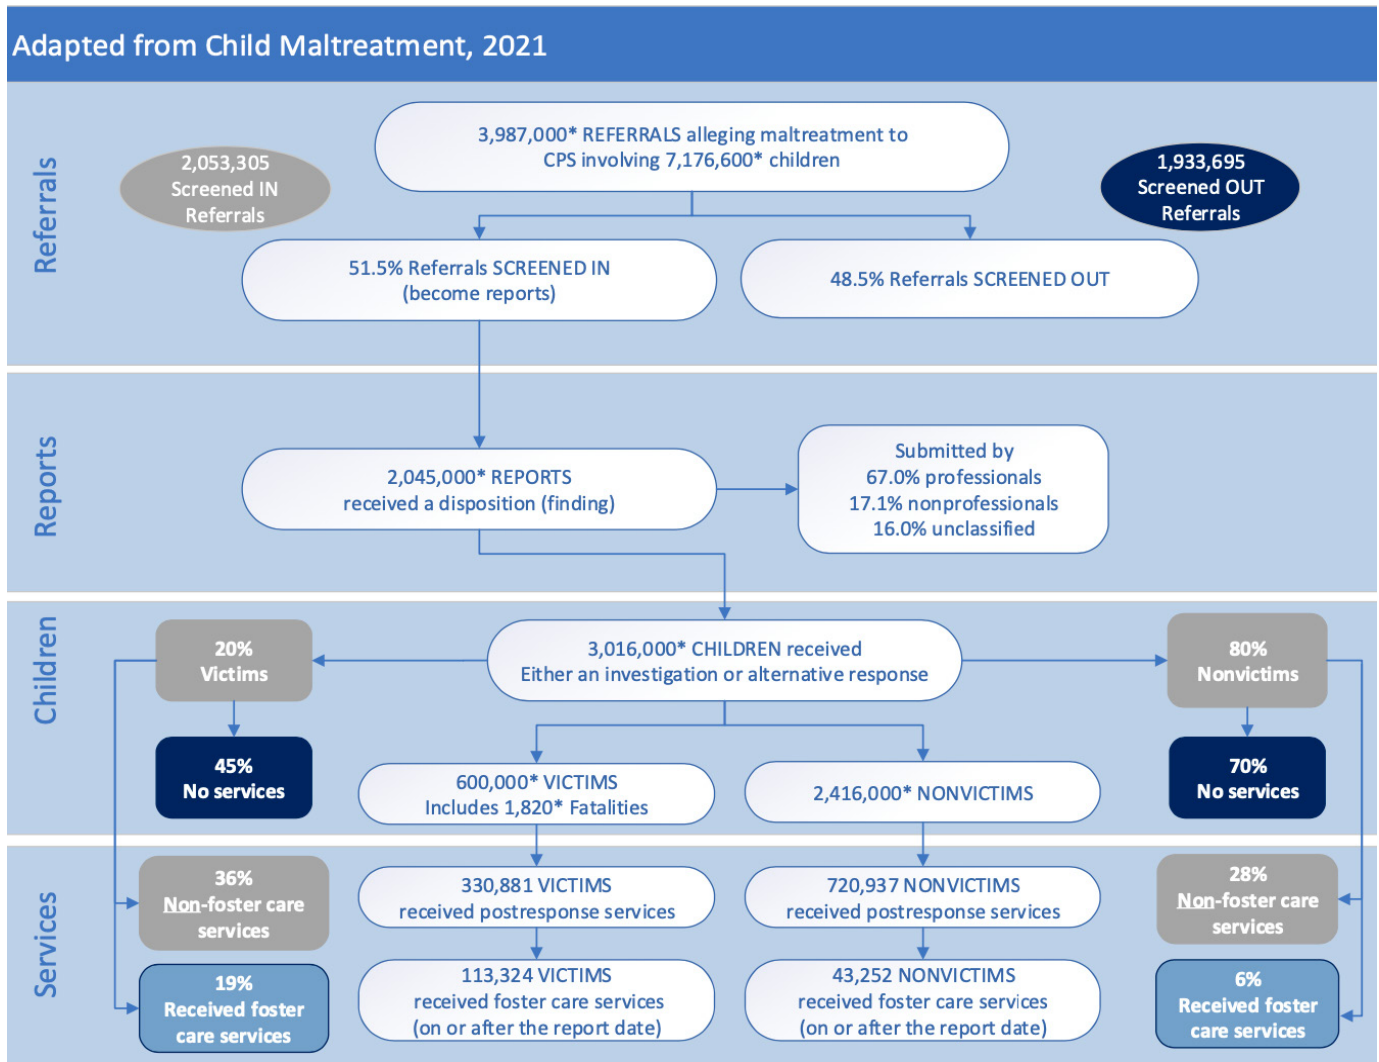 Adapted from Child Maltreatment, 2021
Referrals
3,987,000* REFERRALS alleging maltreatment to
CPS involving 7,176,600* children
2,053,305
Screened IN
Referrals
1,933,695
Screened OUT
Referrals
51.5% Referrals SCREENED IN
(become reports)
48.5% Referrals SCREENED OUT
Reports
2,045,000* REPORTS
received a disposition (finding)
Submitted by
67.0% professionals
17.1% nonprofessionals
16.0% unclassified
Children
20%
Victims
3,016,000* CHILDREN received
Either an investigation or alternative response
80%
Nonvictims
45%
No services
600,000* VICTIMS
Includes 1,820* Fatalities
2,416,000* NONVICTIMS
70%
No services
Services
36%
Non-foster care
services
330,881 VICTIMS
received postresponse services
720,937 NONVICTIMS
received postresponse services
28%
Non-foster care
services
19%
Received foster
care services
113,324 VICTIMS
received foster care services
(on or after the report date)
43,252 NONVICTIMS
received foster care services
(on or after the report date)
6%
Received foster
care services